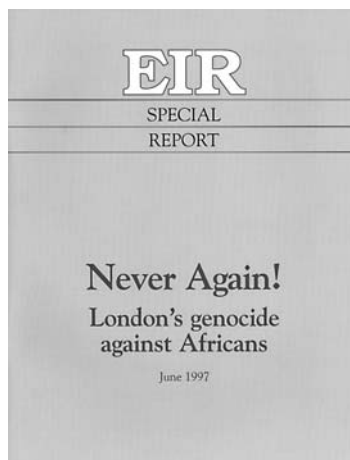 EIR
SPECIAL
REPORT
Never Again!
London's genocide
against Africans
June 1997